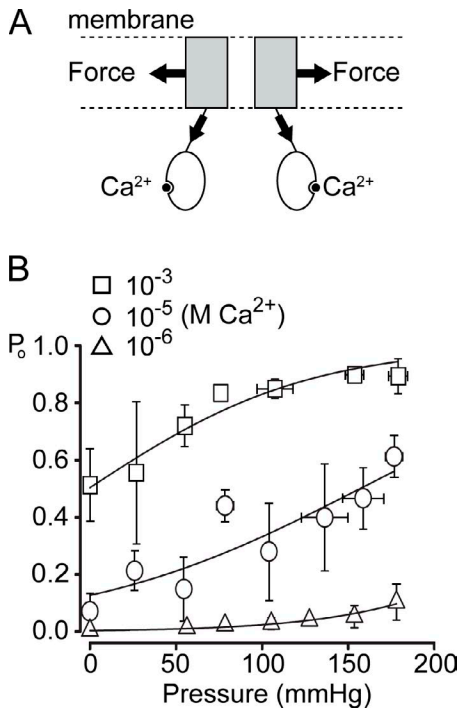 A
membrane
Force
Force
Ca²⁺
Ca²⁺
B
10⁻³
10⁻⁵ (M Ca²⁺)
10⁻⁶
Pₒ
1.0
0.8
0.6
0.4
0.2
0.0
0 50 100 150 200
Pressure (mmHg)